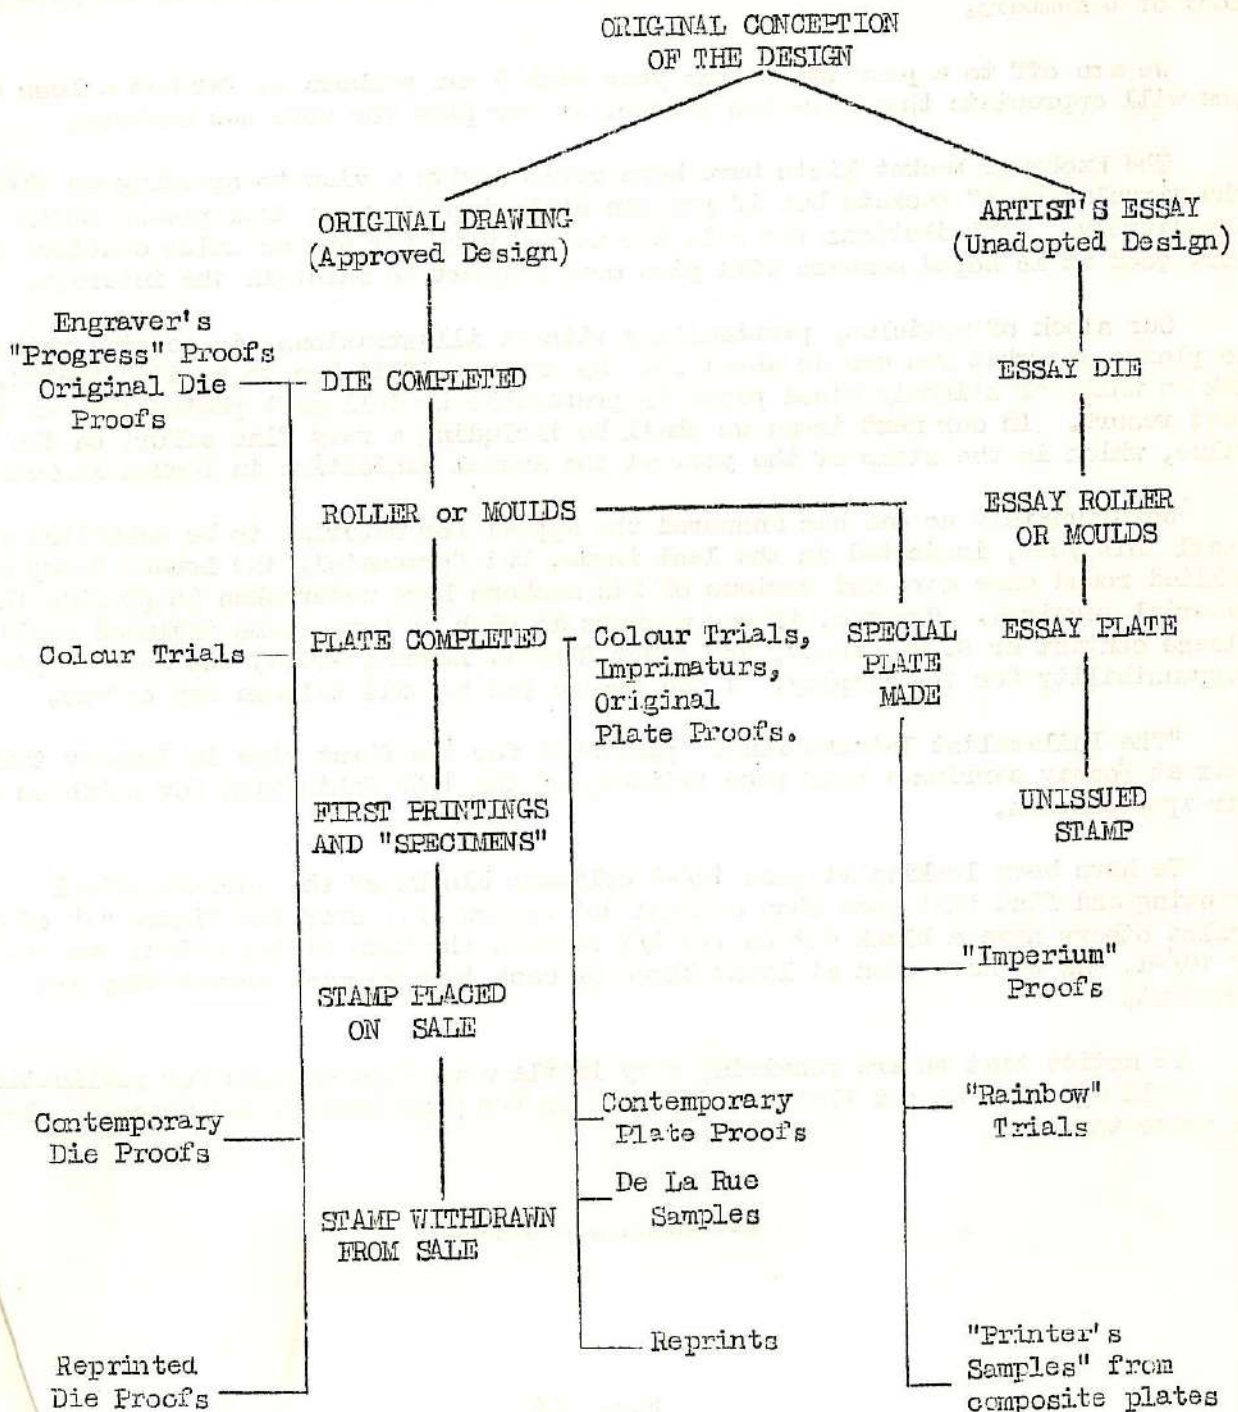 ORIGINAL CONCEPTION
OF THE DESIGN
ORIGINAL DRAWING
(Approved Design)
ARTIST'S ESSAY
(Unadopted Design)
Engraver's
"Progress" Proofs
Original Die
Proofs
DIE COMPLETED
ESSAY DIE
ROLLER or MOULDS
ESSAY ROLLER
OR MOULDS
Colour Trials
PLATE COMPLETED
Colour Trials,
Imprimaturs,
Original
Plate Proofs.
SPECIAL
PLATE
MADE
ESSAY PLATE
FIRST PRINTINGS
AND "SPECIMENS"
UNISSUED
STAMP
STAMP PLACED
ON SALE
"Imperium"
Proofs
Contemporary
Die Proofs
Contemporary
Plate Proofs
"Rainbow"
Trials
De La Rue
Samples
STAMP WITHDRAWN
FROM SALE
Reprints
Reprinted
Die Proofs
"Printer's
Samples" from
composite plates